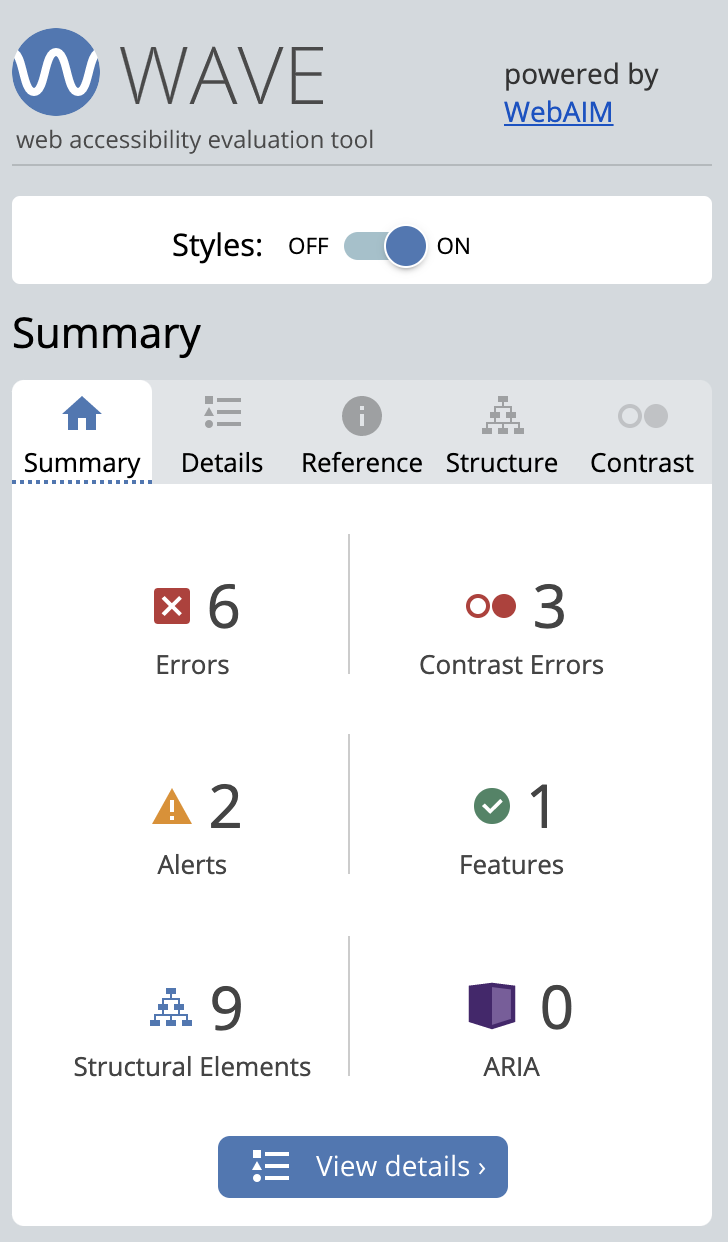 WAVE
powered by
WebAIM
web accessibility evaluation tool
Styles: OFF ON
Summary
Summary Details Reference Structure Contrast
6 3
Errors Contrast Errors
2 1
Alerts Features
9 0
Structural Elements ARIA
View details ›